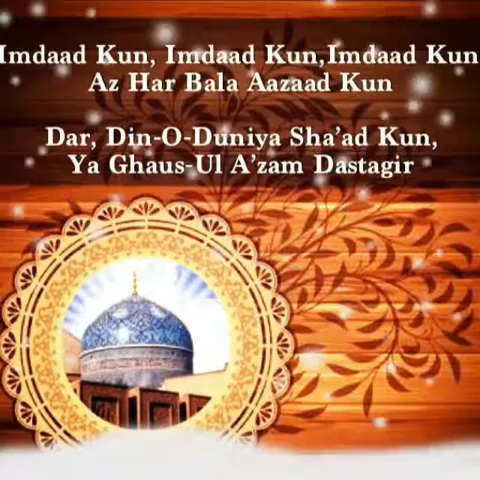 Imdaad Kun, Imdaad Kun,Imdaad Kun
Az Har Bala Aazaad Kun
Dar, Din-O-Duniya Sha’ad Kun,
Ya Ghaus-Ul A’zam Dastagir